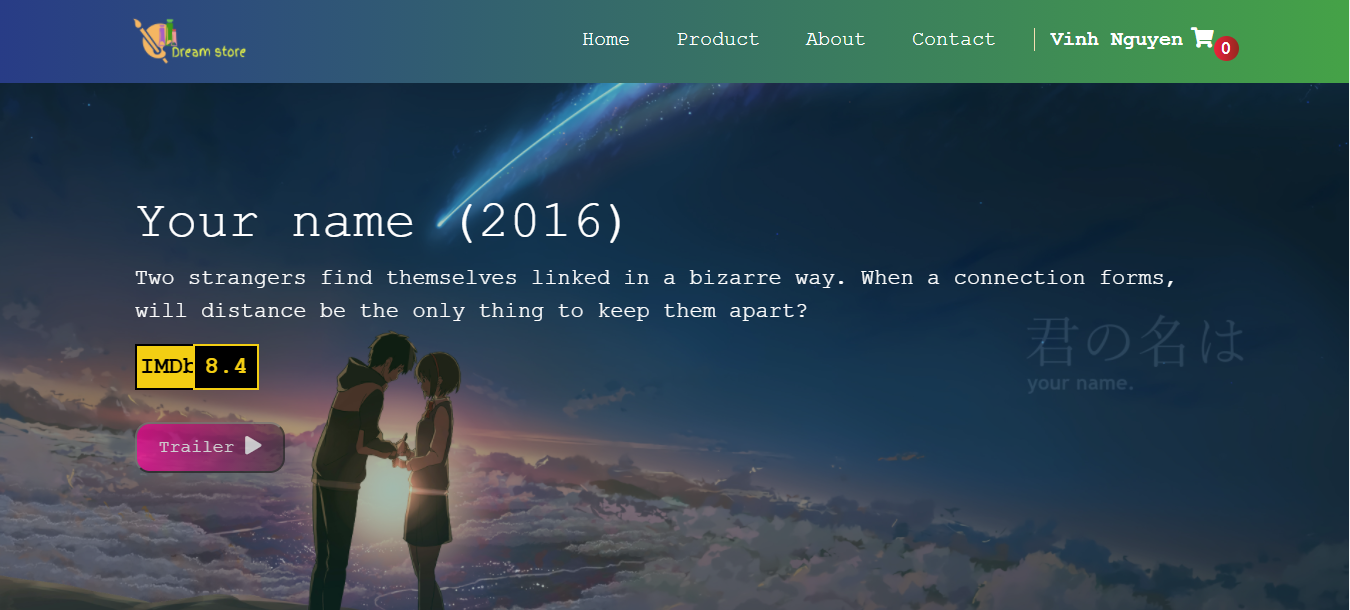 Dream store
Home Product About Contact Vinh Nguyen 0
Your name (2016)
Two strangers find themselves linked in a bizarre way. When a connection forms,
will distance be the only thing to keep them apart?
君の名は
your name.
IMDb 8.4
Trailer